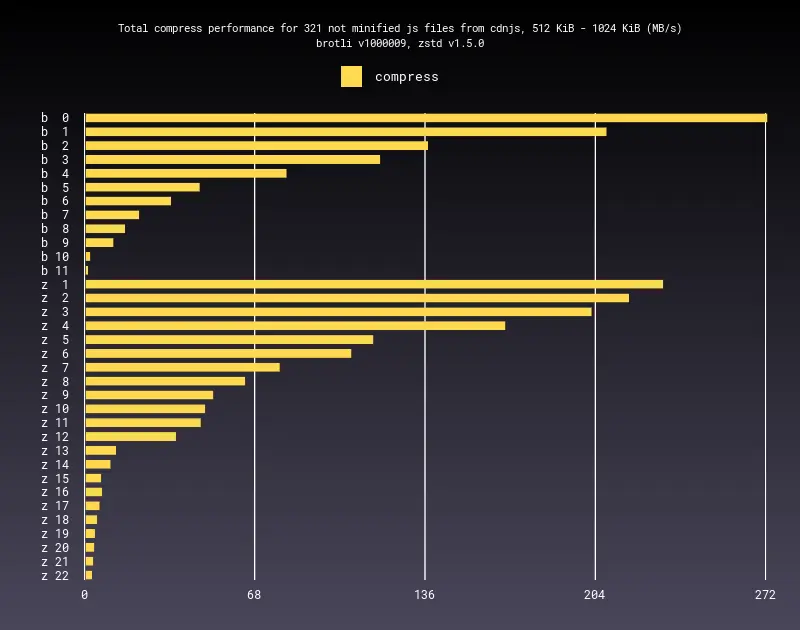 Total compress performance for 321 not minified js files from cdnjs, 512 KiB - 1024 KiB (MB/s)
brotli v1000009, zstd v1.5.0
compress
b 0
b 1
b 2
b 3
b 4
b 5
b 6
b 7
b 8
b 9
b 10
b 11
z 1
z 2
z 3
z 4
z 5
z 6
z 7
z 8
z 9
z 10
z 11
z 12
z 13
z 14
z 15
z 16
z 17
z 18
z 19
z 20
z 21
z 22
0 68 136 204 272